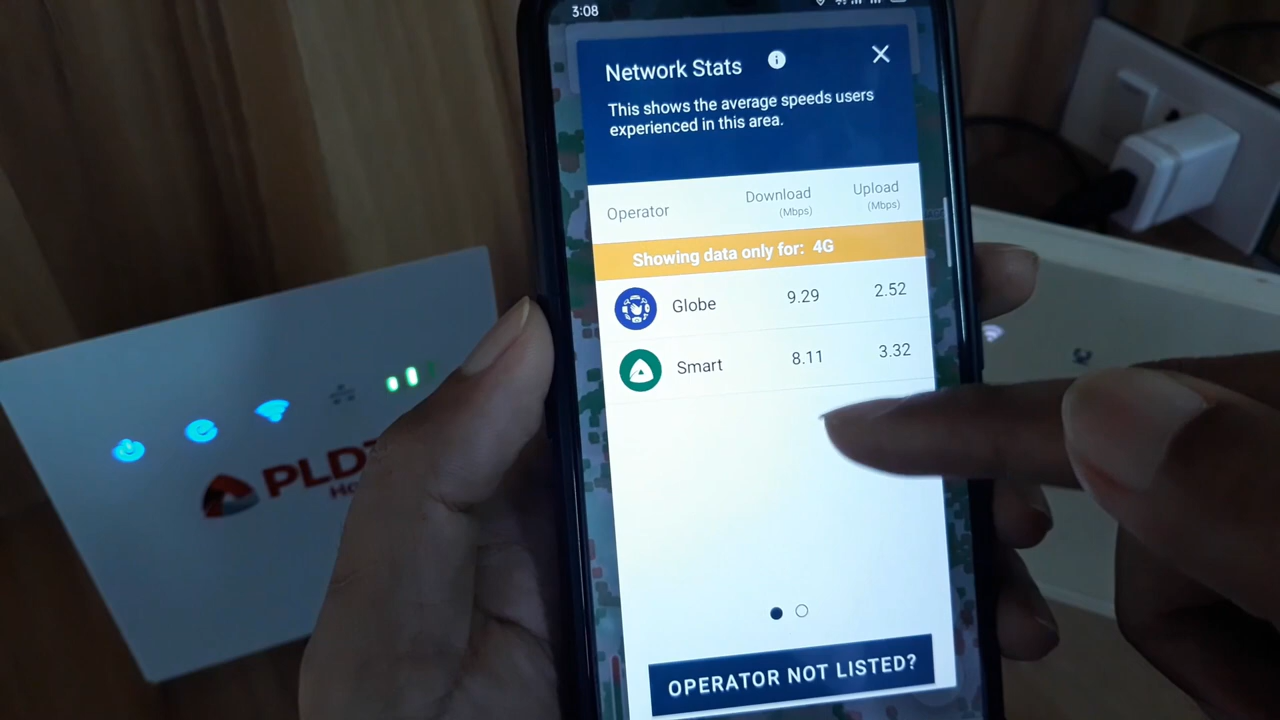 3:08
Network Stats
This shows the average speeds users
experienced in this area.
Operator
Download
(Mbps)
Upload
(Mbps)
Showing data only for: 4G
Globe 9.29 2.52
Smart 8.11 3.32
OPERATOR NOT LISTED?
PLDT